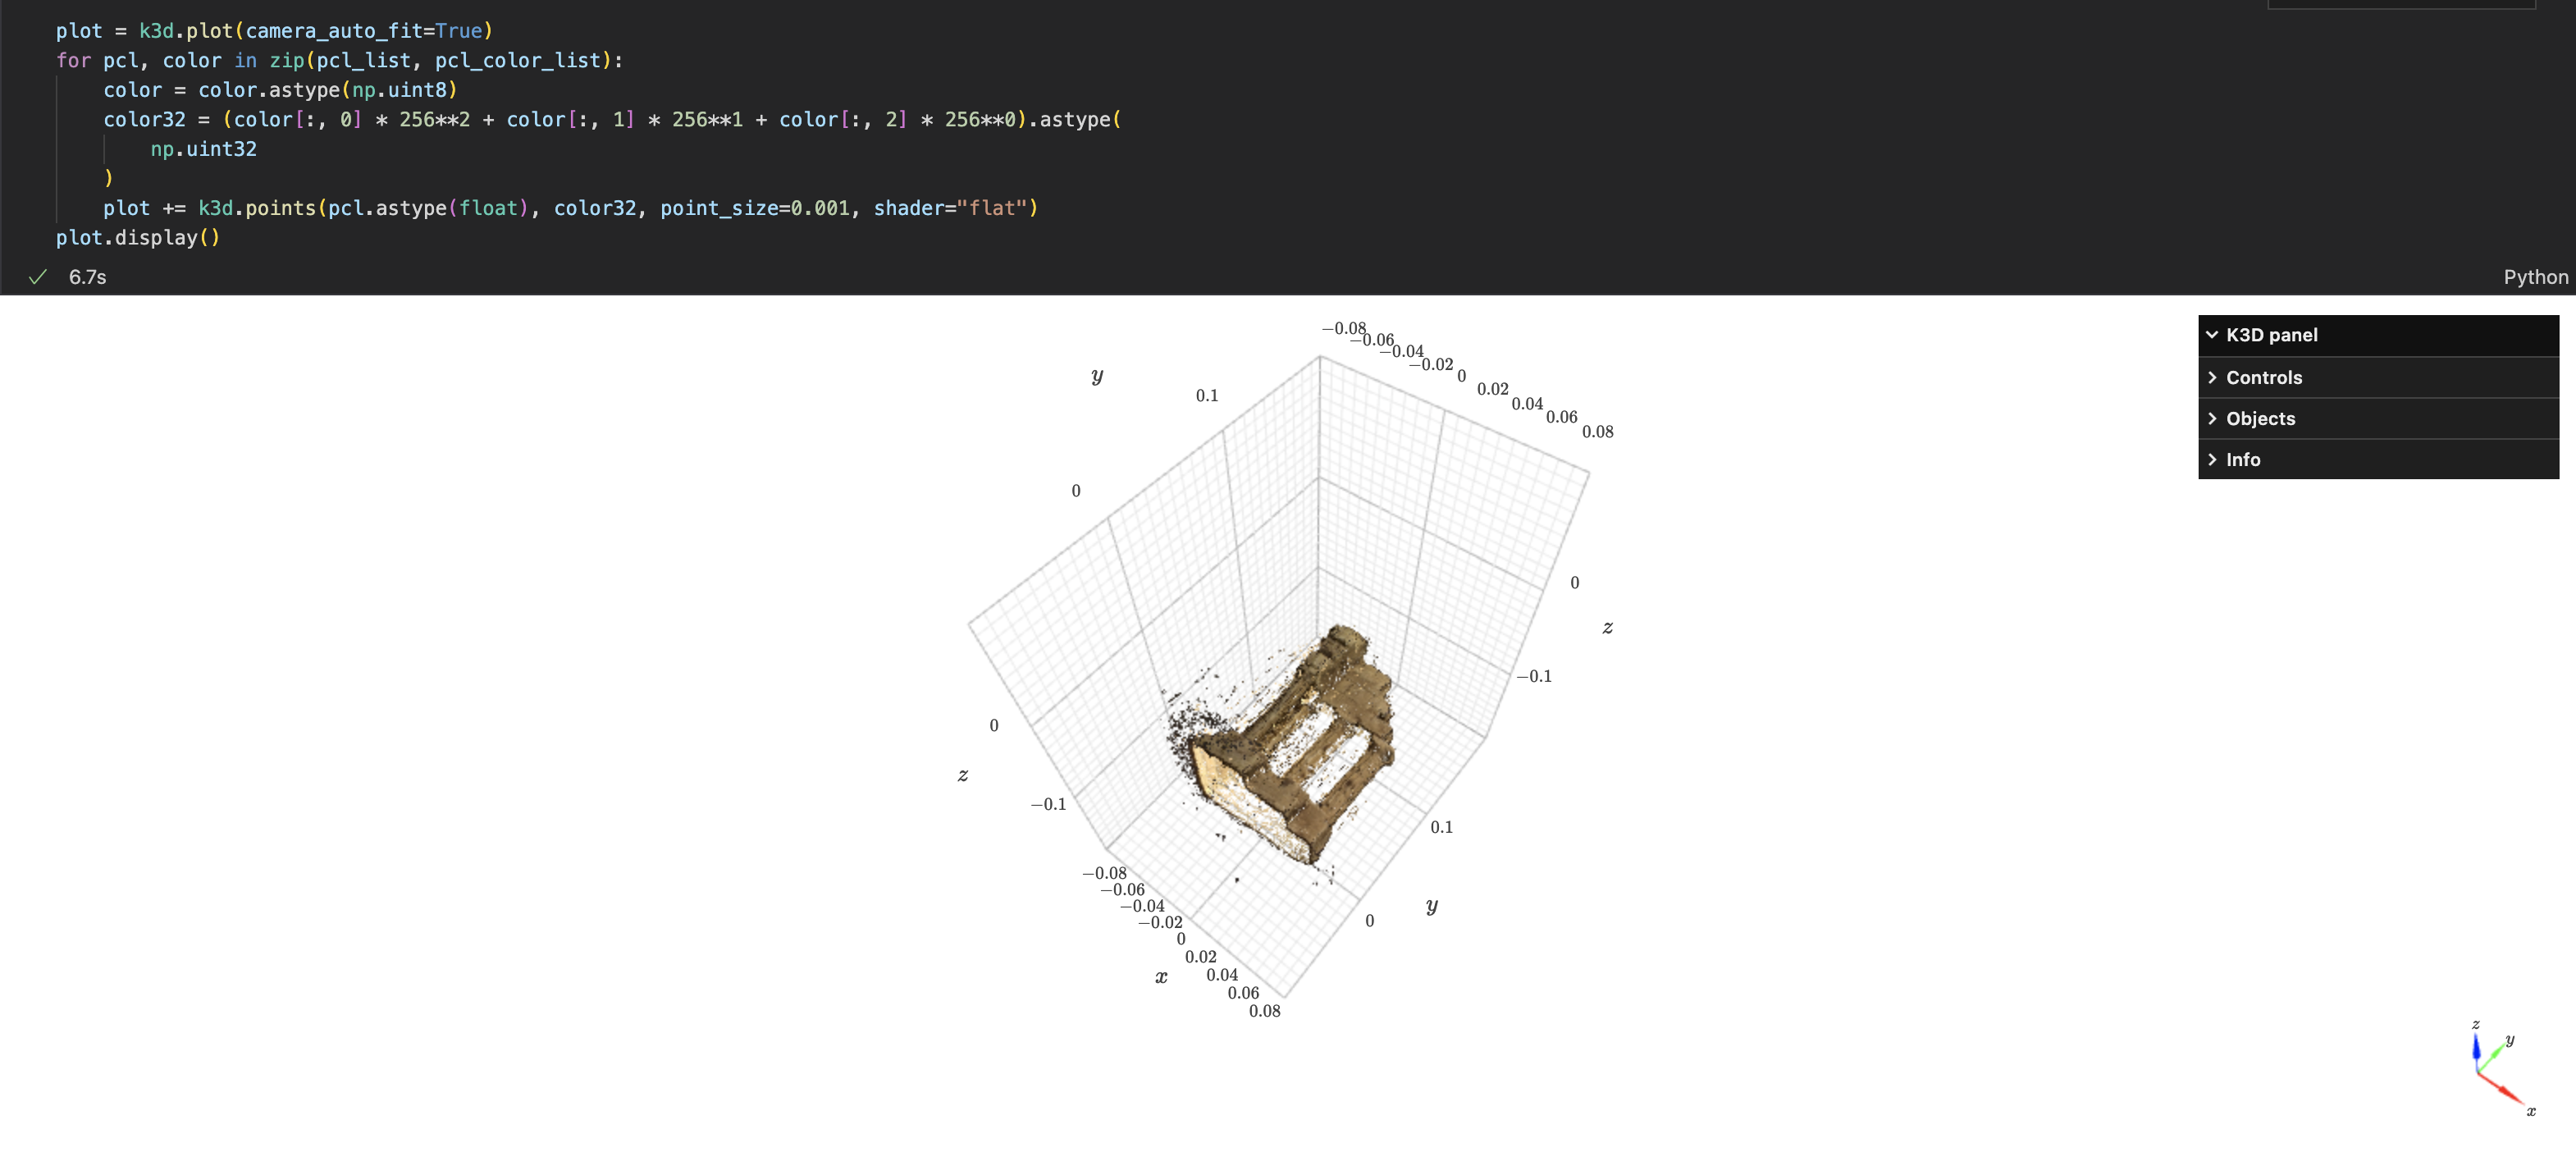 plot = k3d.plot(camera_auto_fit=True)
for pcl, color in zip(pcl_list, pcl_color_list):
    color = color.astype(np.uint8)
    color32 = (color[:, 0] * 256**2 + color[:, 1] * 256**1 + color[:, 2] * 256**0).astype(
        np.uint32
    )
    plot += k3d.points(pcl.astype(float), color32, point_size=0.001, shader="flat")
plot.display()
6.7s
Python
K3D panel
Controls
Objects
Info
−0.08
−0.06
−0.04
−0.02
0
0.02
0.04
0.06
0.08
y
0.1
0
0
z
−0.1
0
z
−0.1
0.1
y
0
−0.08
−0.06
−0.04
−0.02
0
0.02
0.04
0.06
0.08
x
z
y
x